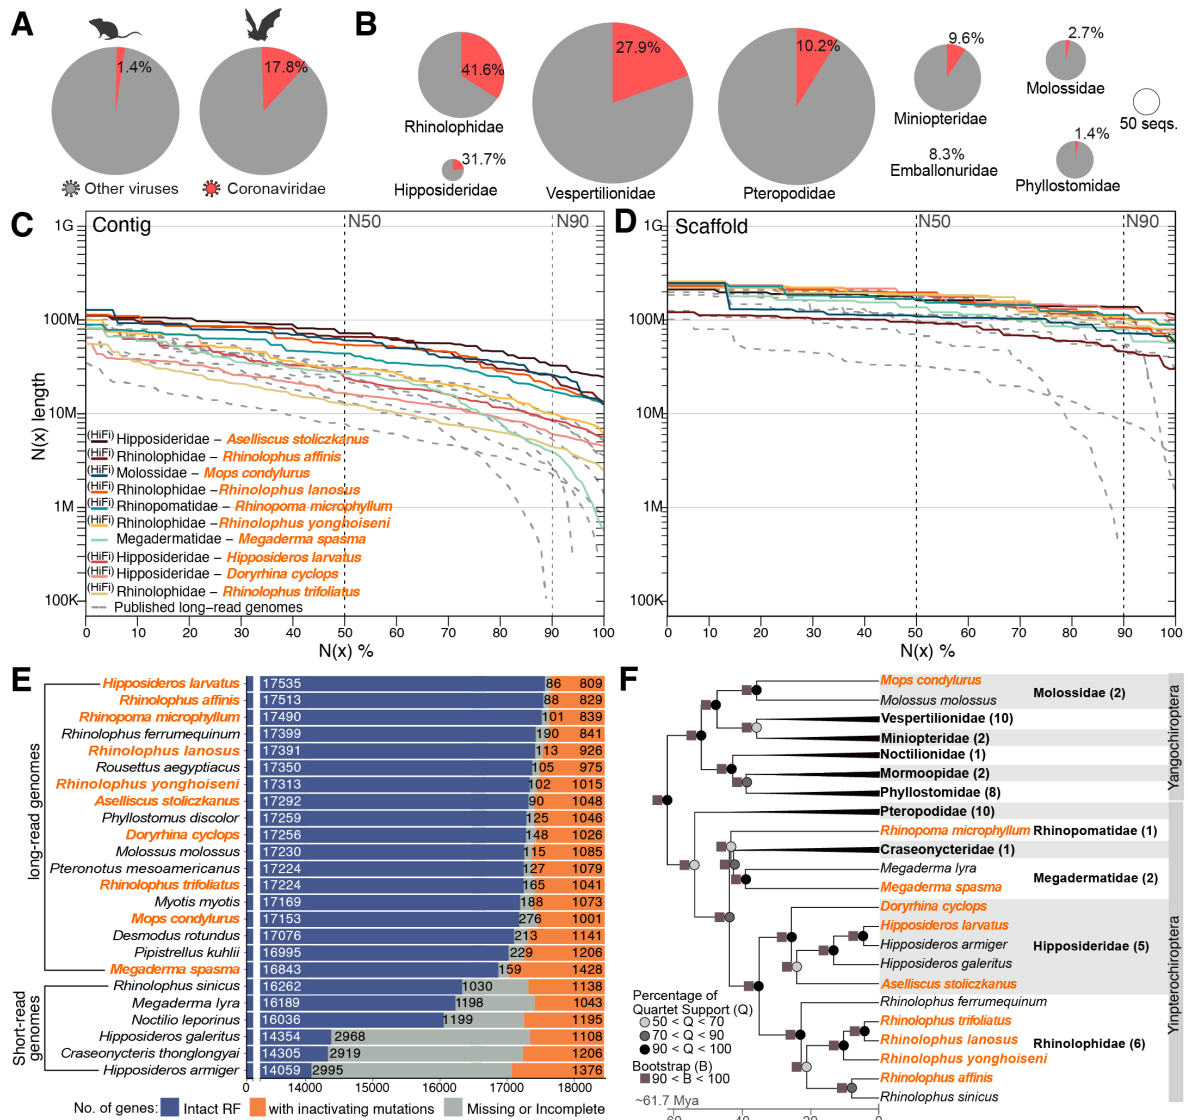 A
B
1.4%
17.8%
Other viruses
Coronaviridae
41.6%
Rhinolophidae
31.7%
Hipposideridae
27.9%
Vespertilionidae
10.2%
Pteropodidae
9.6%
Miniopteridae
8.3%
Emballonuridae
2.7%
Molossidae
50 seqs.
1.4%
Phyllostomidae
C
Contig
N50
N90
1G
100M
10M
1M
100K
N(x) length
(HiFi) Hipposideridae – Aselliscus stoliczkanus
(HiFi) Rhinolophidae – Rhinolophus affinis
(HiFi) Molossidae – Mops condylurus
(HiFi) Rhinolophidae – Rhinolophus lanosus
(HiFi) Rhinopomatidae – Rhinopoma microphyllum
(HiFi) Rhinolophidae – Rhinolophus yonghoiseni
Megadermatidae – Megaderma spasma
(HiFi) Hipposideridae – Hipposideros larvatus
(HiFi) Hipposideridae – Doryrhina cyclops
(HiFi) Rhinolophidae – Rhinolophus trifoliatus
Published long–read genomes
0 10 20 30 40 50 60 70 80 90 100
N(x) %
D
Scaffold
N50
N90
1G
100M
10M
1M
100K
0 10 20 30 40 50 60 70 80 90 100
N(x) %
E
long-read genomes
Short-read genomes
Hipposideros larvatus 17535 86 809
Rhinolophus affinis 17513 88 829
Rhinopoma microphyllum 17490 101 839
Rhinolophus ferrumequinum 17399 190 841
Rhinolophus lanosus 17391 113 926
Rousettus aegyptiacus 17350 105 975
Rhinolophus yonghoiseni 17313 102 1015
Aselliscus stoliczkanus 17292 90 1048
Phyllostomus discolor 17259 125 1046
Doryrhina cyclops 17256 148 1026
Molossus molossus 17230 115 1085
Pteronotus mesoamericanus 17224 127 1079
Rhinolophus trifoliatus 17224 165 1041
Myotis myotis 17169 188 1073
Mops condylurus 17153 276 1001
Desmodus rotundus 17076 213 1141
Pipistrellus kuhlii 16995 229 1206
Megaderma spasma 16843 159 1428
Rhinolophus sinicus 16262 1030 1138
Megaderma lyra 16189 1198 1043
Noctilio leporinus 16036 1199 1195
Hipposideros galeritus 14354 2968 1108
Craseonycteris thonglongyai 14305 2919 1206
Hipposideros armiger 14059 2995 1376
0 14000 15000 16000 17000 18000
No. of genes: Intact RF with inactivating mutations Missing or Incomplete
F
Mops condylurus
Molossus molossus
Molossidae (2)
Vespertilionidae (10)
Miniopteridae (2)
Noctilionidae (1)
Mormoopidae (2)
Phyllostomidae (8)
Yangochiroptera
Pteropodidae (10)
Rhinopoma microphyllum Rhinopomatidae (1)
Craseonycteridae (1)
Megaderma lyra
Megaderma spasma
Megadermatidae (2)
Doryrhina cyclops
Hipposideros larvatus
Hipposideros armiger
Hipposideros galeritus
Aselliscus stoliczkanus
Hipposideridae (5)
Rhinolophus ferrumequinum
Rhinolophus trifoliatus
Rhinolophus lanosus
Rhinolophus yonghoiseni
Rhinolophus affinis
Rhinolophus sinicus
Rhinolophidae (6)
Yinpterochiroptera
Percentage of
Quartet Support (Q)
50 < Q < 70
70 < Q < 90
90 < Q < 100
Bootstrap (B)
90 < B < 100
~61.7 Mya
60 40 20 0